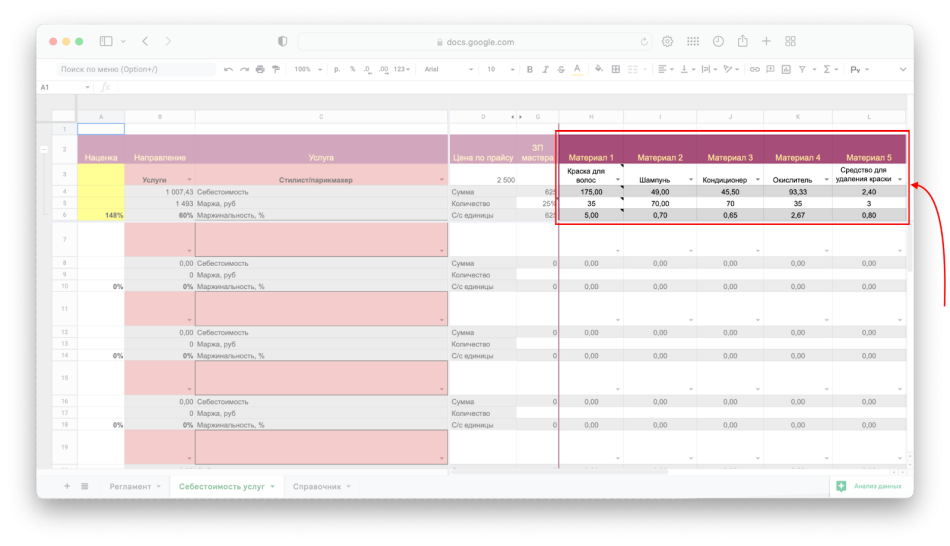 docs.google.com
Поиск по меню (Option+/) 100% р. % .0 .00 123 Arial 10 B I S A Σ Ру
A1 fx
A B C D G H I J K L
1
2 Наценка Направление Услуга Цена по прайсу ЗП мастера Материал 1 Материал 2 Материал 3 Материал 4 Материал 5
3 Услуги Стилист/парикмахер 2 500 Краска для волос Шампунь Кондиционер Окислитель Средство для удаления краски
4 1 007,43 Себестоимость Сумма 625 175,00 49,00 45,50 93,33 2,40
5 1 493 Маржа, руб Количество 25% 35 70,00 70 35 3
6 148% 60% Маржинальность, % С/с единицы 625 5,00 0,70 0,65 2,67 0,80
7
8 0,00 Себестоимость Сумма 0 0,00 0,00 0,00 0,00 0,00
9 0 Маржа, руб Количество
10 0% 0% Маржинальность, % С/с единицы 0 0,00 0,00 0,00 0,00 0,00
11
12 0,00 Себестоимость Сумма 0 0,00 0,00 0,00 0,00 0,00
13 0 Маржа, руб Количество
14 0% 0% Маржинальность, % С/с единицы 0 0,00 0,00 0,00 0,00 0,00
15
16 0,00 Себестоимость Сумма 0 0,00 0,00 0,00 0,00 0,00
17 0 Маржа, руб Количество
18 0% 0% Маржинальность, % С/с единицы 0 0,00 0,00 0,00 0,00 0,00
19
Регламент Себестоимость услуг Справочник Анализ данных